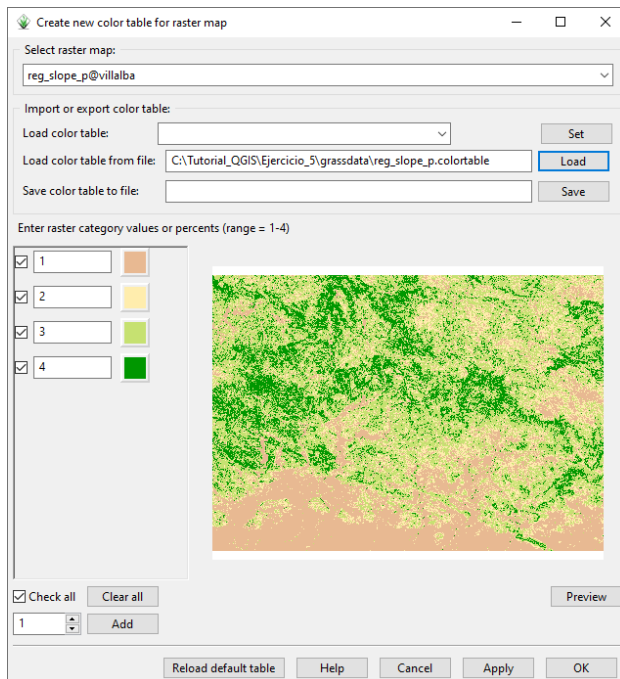 Create new color table for raster map
Select raster map:
reg_slope_p@villalba
Import or export color table:
Load color table:
Set
Load color table from file: C:\Tutorial_QGIS\Ejercicio_5\grassdata\reg_slope_p.colortable Load
Save color table to file:
Save
Enter raster category values or percents (range = 1-4)
1
2
3
4
Check all Clear all Preview
1 Add
Reload default table Help Cancel Apply OK